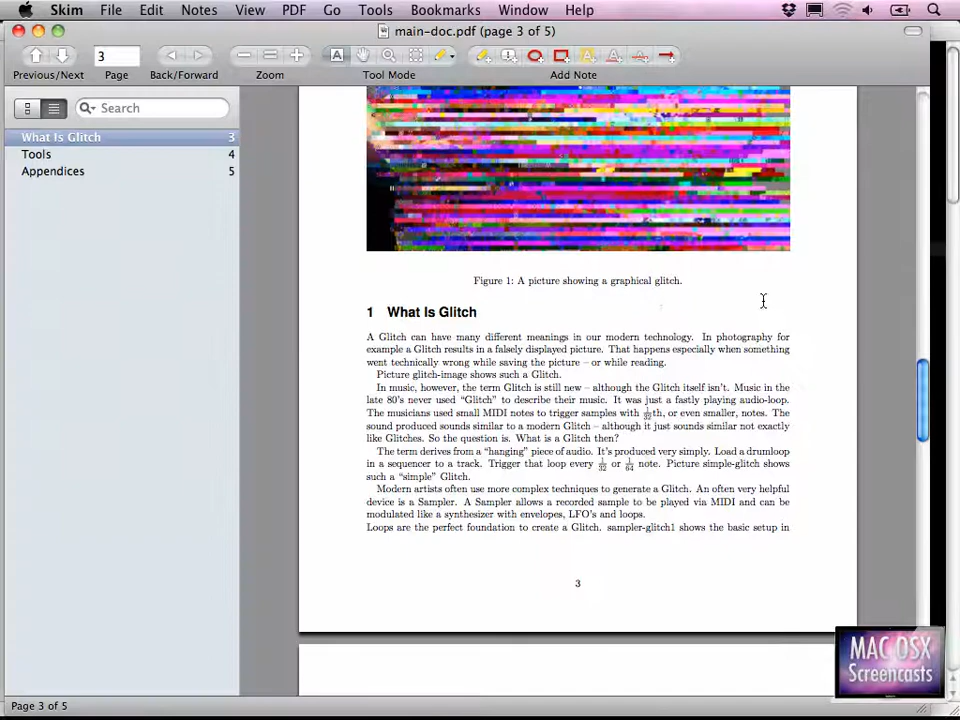 Skim File Edit Notes View PDF Go Tools Bookmarks Window Help
main-doc.pdf (page 3 of 5)
3
A
Previous/Next Page Back/Forward Zoom Tool Mode Add Note
Search
What Is Glitch 3
Tools 4
Appendices 5
Figure 1: A picture showing a graphical glitch.
1 What Is Glitch
A Glitch can have many different meanings in our modern technology. In photography for
example a Glitch results in a falsely displayed picture. That happens especially when something
went technically wrong while saving the picture – or while reading.
Picture glitch-image shows such a Glitch.
In music, however, the term Glitch is still new – although the Glitch itself isn't. Music in the
late 80's never used "Glitch" to describe their music. It was just a fastly playing audio-loop.
The musicians used small MIDI notes to trigger samples with 1/32th, or even smaller, notes. The
sound produced sounds similar to a modern Glitch – although it just sounds similar not exactly
like Glitches. So the question is. What is a Glitch then?
The term derives from a "hanging" piece of audio. It's produced very simply. Load a drumloop
in a sequencer to a track. Trigger that loop every 1/32 or 1/64 note. Picture simple-glitch shows
such a "simple" Glitch.
Modern artists often use more complex techniques to generate a Glitch. An often very helpful
device is a Sampler. A Sampler allows a recorded sample to be played via MIDI and can be
modulated like a synthesizer with envelopes, LFO's and loops.
Loops are the perfect foundation to create a Glitch. sampler-glitch1 shows the basic setup in
3
MAC OSX
Screencasts
Page 3 of 5